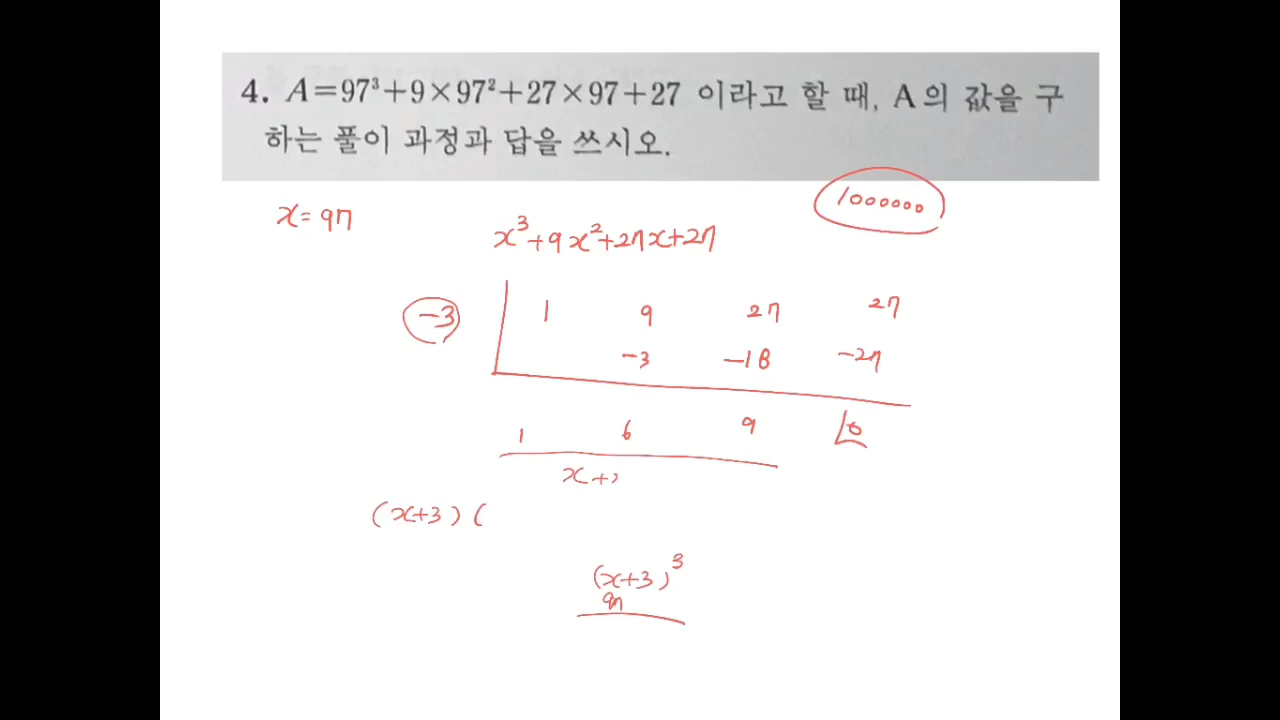 4. A=97³+9×97²+27×97+27 이라고 할 때, A의 값을 구
하는 풀이 과정과 답을 쓰시오.
1000000
x=97
x³+9x²+27x+27
-3 1 9 27 27
-3 -18 -27
1 6 9 0
x+
(x+3)(
(x+3)³
97